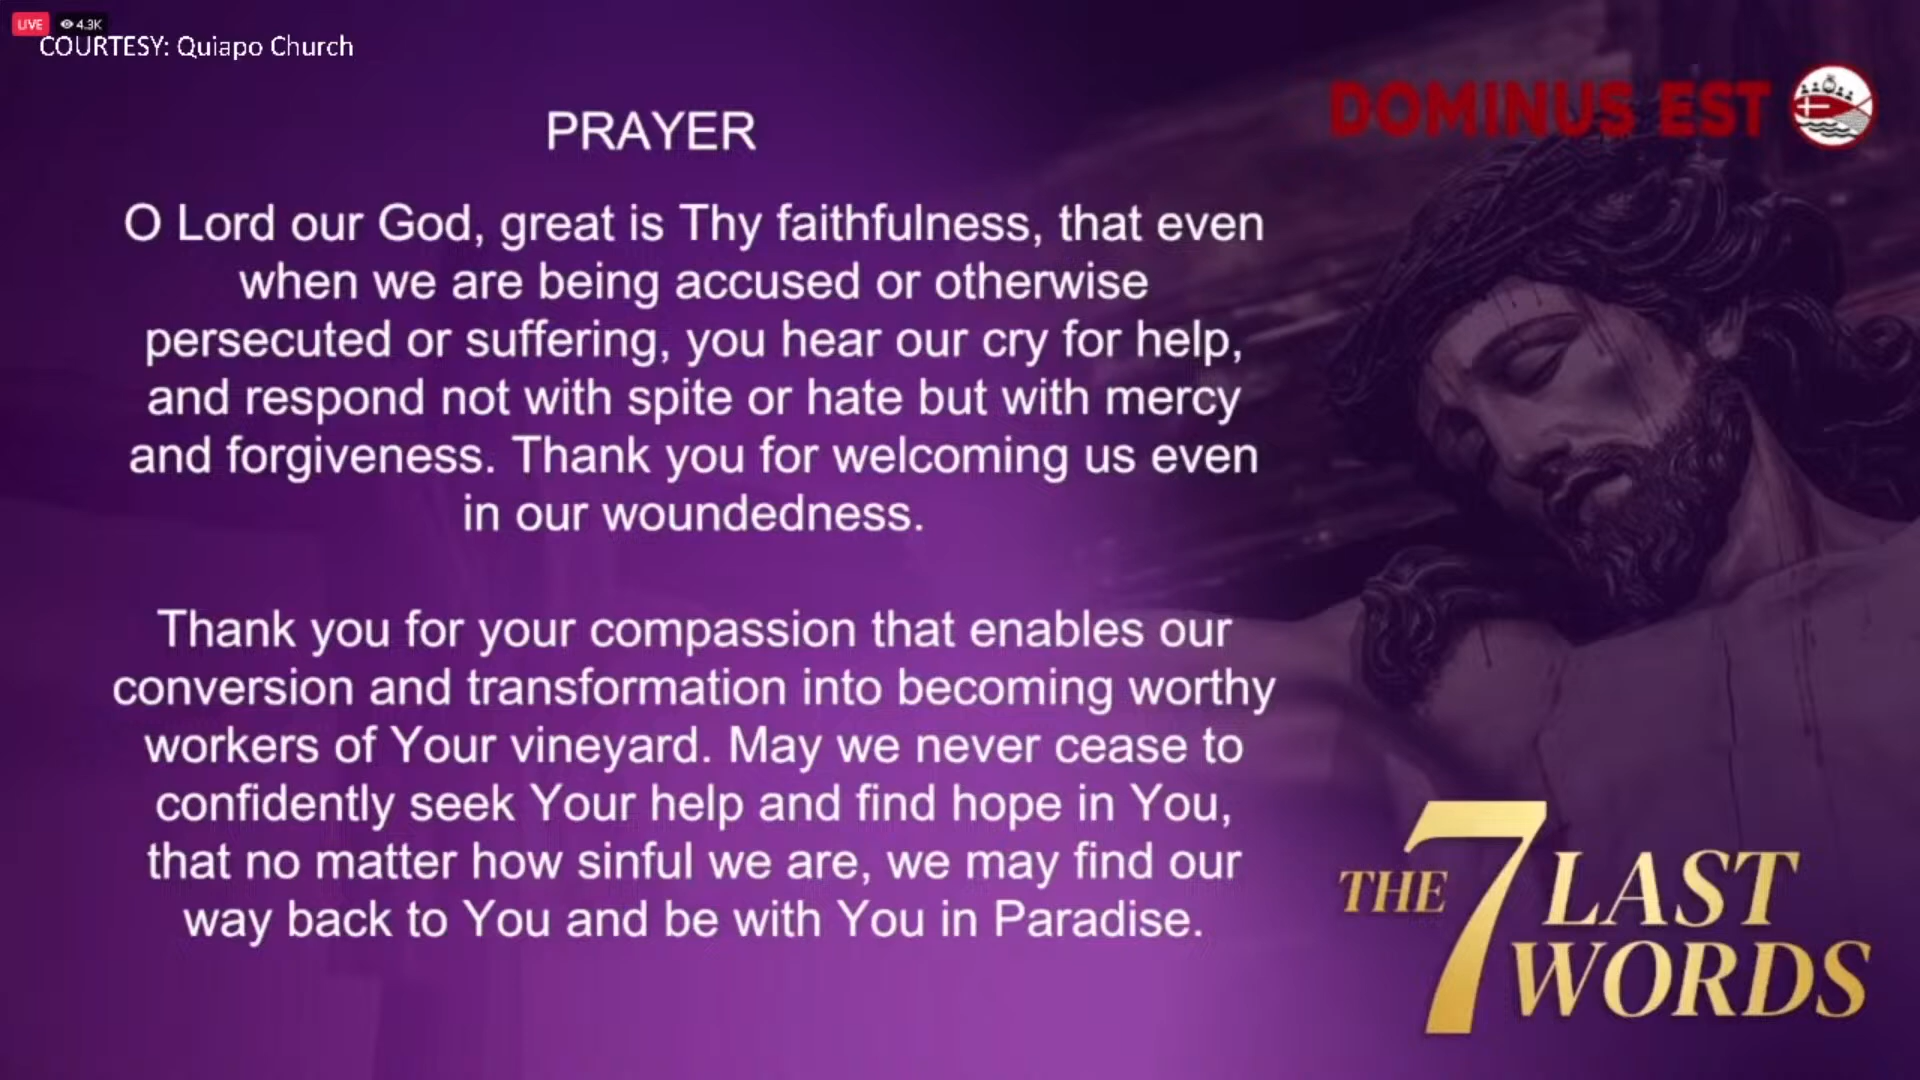 LIVE 4.3K
COURTESY: Quiapo Church
DOMINUS EST
PRAYER
O Lord our God, great is Thy faithfulness, that even
when we are being accused or otherwise
persecuted or suffering, you hear our cry for help,
and respond not with spite or hate but with mercy
and forgiveness. Thank you for welcoming us even
in our woundedness.
Thank you for your compassion that enables our
conversion and transformation into becoming worthy
workers of Your vineyard. May we never cease to
confidently seek Your help and find hope in You,
that no matter how sinful we are, we may find our
way back to You and be with You in Paradise.
THE 7 LAST
WORDS